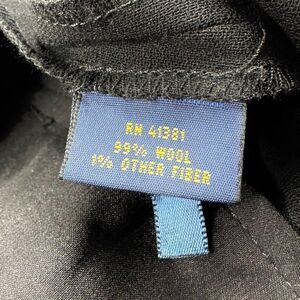 RN 41381
99% WOOL
1% OTHER FIBER